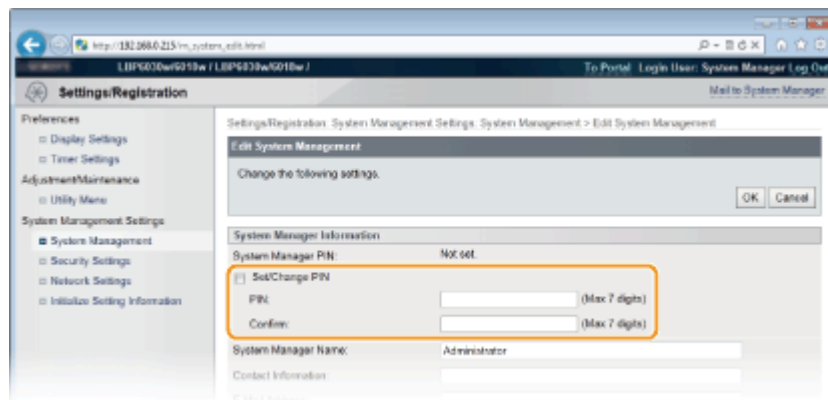 http://192.168.0.215/m_system_edit.html
LBP6030w/6018w / LBP6030w/6018w /
To Portal Login User: System Manager Log Out
Settings/Registration
Mail to System Manager
Preferences
Display Settings
Timer Settings
Adjustment/Maintenance
Utility Menu
System Management Settings
System Management
Security Settings
Network Settings
Initialize Setting Information
Settings/Registration: System Management Settings: System Management > Edit System Management
Edit System Management
Change the following settings.
OK Cancel
System Manager Information
System Manager PIN: Not set.
Set/Change PIN
PIN: (Max 7 digits)
Confirm: (Max 7 digits)
System Manager Name: Administrator
Contact Information: